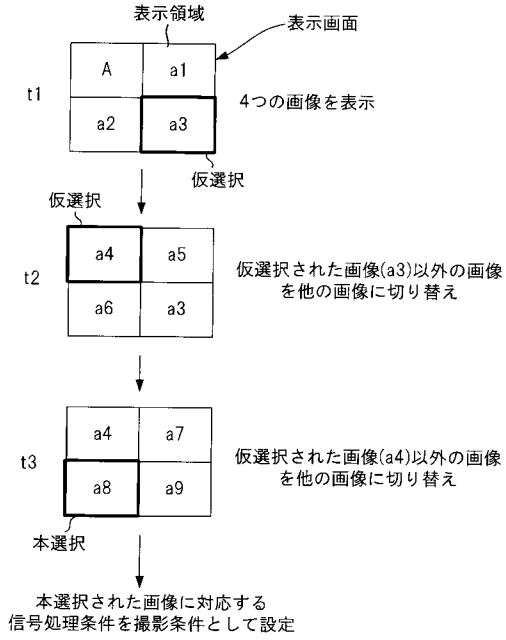 表示領域
表示画面
t1
A
a1
a2
a3
4つの画像を表示
仮選択
仮選択
t2
a4
a5
a6
a3
仮選択された画像(a3)以外の画像
を他の画像に切り替え
t3
a4
a7
a8
a9
仮選択された画像(a4)以外の画像
を他の画像に切り替え
本選択
本選択された画像に対応する
信号処理条件を撮影条件として設定